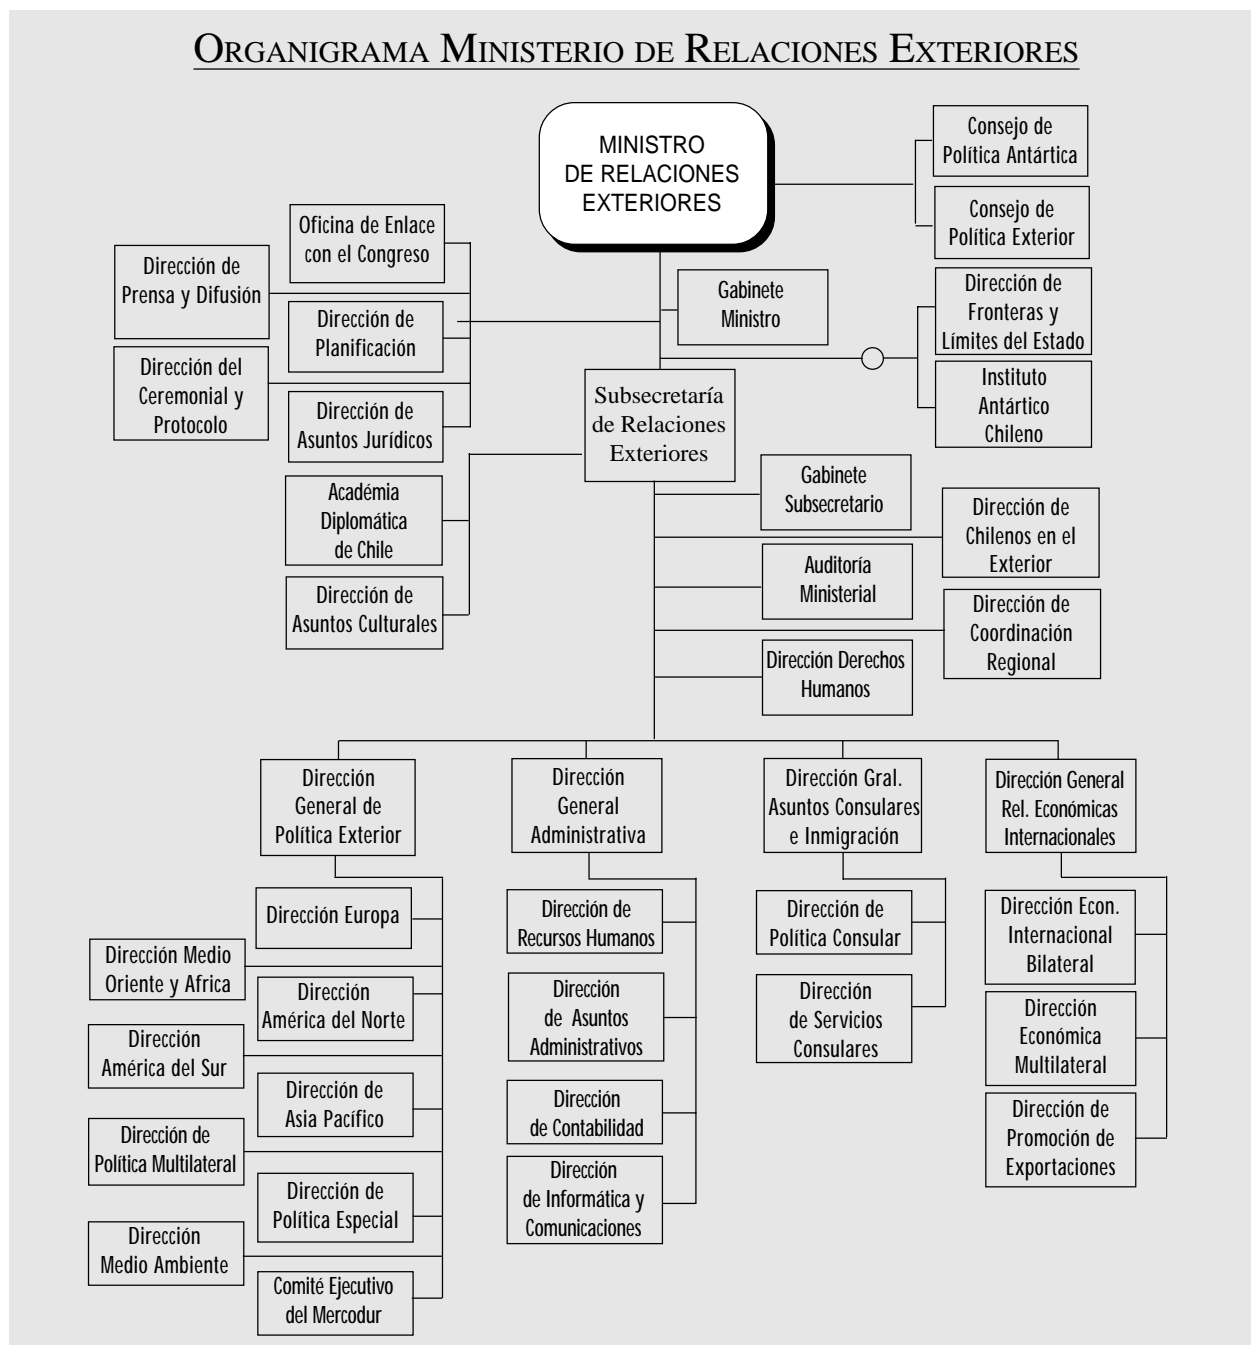 ORGANIGRAMA MINISTERIO DE RELACIONES EXTERIORES
MINISTRO
DE RELACIONES
EXTERIORES
Consejo de
Política Antártica
Consejo de
Política Exterior
Oficina de Enlace
con el Congreso
Dirección de
Prensa y Difusión
Gabinete
Ministro
Dirección de
Fronteras y
Límites del Estado
Dirección de
Planificación
Dirección del
Ceremonial y
Protocolo
Dirección de
Asuntos Jurídicos
Subsecretaría
de Relaciones
Exteriores
Instituto
Antártico
Chileno
Académia
Diplomática
de Chile
Gabinete
Subsecretario
Dirección de
Chilenos en el
Exterior
Auditoría
Ministerial
Dirección de
Asuntos Culturales
Dirección de
Coordinación
Regional
Dirección Derechos
Humanos
Dirección
General de
Política Exterior
Dirección
General
Administrativa
Dirección Gral.
Asuntos Consulares
e Inmigración
Dirección General
Rel. Económicas
Internacionales
Dirección Europa
Dirección Medio
Oriente y Africa
Dirección
América del Norte
Dirección
América del Sur
Dirección de
Asia Pacífico
Dirección de
Política Multilateral
Dirección de
Política Especial
Dirección
Medio Ambiente
Comité Ejecutivo
del Mercodur
Dirección de
Recursos Humanos
Dirección
de Asuntos
Administrativos
Dirección
de Contabilidad
Dirección
de Informática y
Comunicaciones
Dirección de
Política Consular
Dirección
de Servicios
Consulares
Dirección Econ.
Internacional
Bilateral
Dirección
Económica
Multilateral
Dirección de
Promoción de
Exportaciones